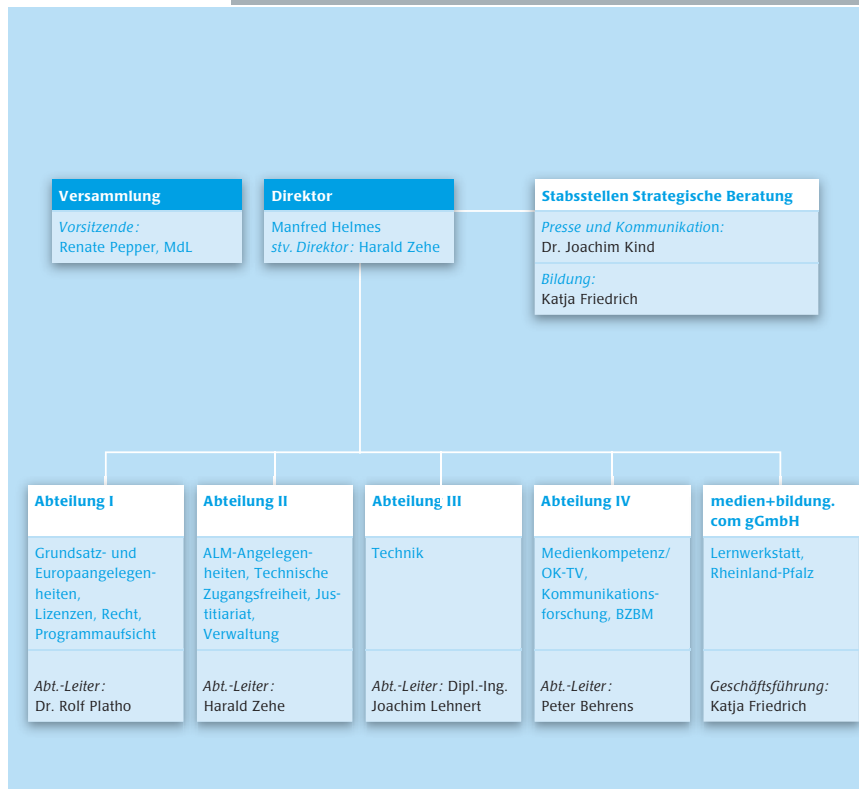 Versammlung
Vorsitzende:
Renate Pepper, MdL
Direktor
Manfred Helmes
stv. Direktor: Harald Zehe
Stabsstellen Strategische Beratung
Presse und Kommunikation:
Dr. Joachim Kind
Bildung:
Katja Friedrich
Abteilung I
Grundsatz- und
Europaangelegen-
heiten,
Lizenzen, Recht,
Programmaufsicht
Abt.-Leiter:
Dr. Rolf Platho
Abteilung II
ALM-Angelegen-
heiten, Technische
Zugangsfreiheit, Jus-
titiariat,
Verwaltung
Abt.-Leiter:
Harald Zehe
Abteilung III
Technik
Abt.-Leiter: Dipl.-Ing.
Joachim Lehnert
Abteilung IV
Medienkompetenz/
OK-TV,
Kommunikations-
forschung, BZBM
Abt.-Leiter:
Peter Behrens
medien+bildung.
com gGmbH
Lernwerkstatt,
Rheinland-Pfalz
Geschäftsführung:
Katja Friedrich